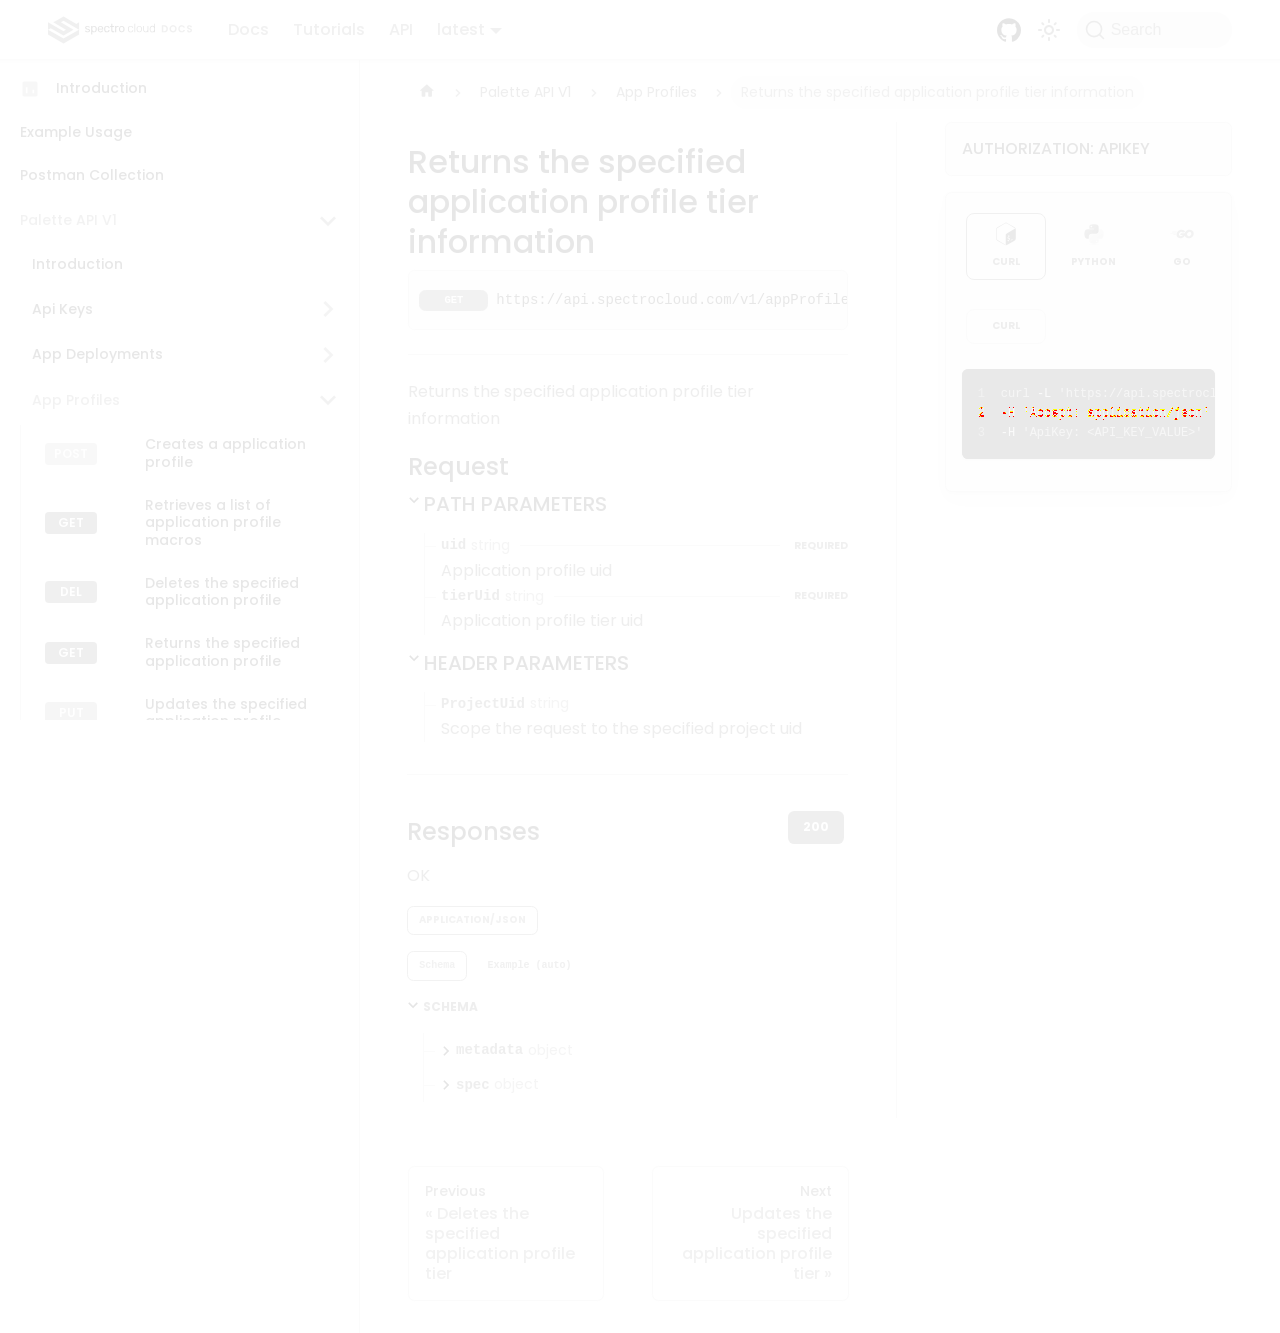 spectro cloud DOCS
Docs
Tutorials
API
latest
Search
Introduction
Example Usage
Postman Collection
Palette API V1
Introduction
Api Keys
App Deployments
App Profiles
POST Creates a application
profile
GET Retrieves a list of
application profile
macros
DEL Deletes the specified
application profile
GET Returns the specified
application profile
PUT Updates the specified
application profile
Palette API V1
App Profiles
Returns the specified application profile tier information
Returns the specified
application profile tier
information
GET https://api.spectrocloud.com/v1/appProfile
Returns the specified application profile tier
information
Request
PATH PARAMETERS
uid string REQUIRED
Application profile uid
tierUid string REQUIRED
Application profile tier uid
HEADER PARAMETERS
ProjectUid string
Scope the request to the specified project uid
Responses
200
OK
APPLICATION/JSON
Schema Example (auto)
SCHEMA
metadata object
spec object
Previous
« Deletes the
specified
application profile
tier
Next
Updates the
specified
application profile
tier »
AUTHORIZATION: APIKEY
CURL PYTHON GO
CURL
1 curl -L 'https://api.spectrocl
2 -H 'Accept: application/json'
3 -H 'ApiKey: <API_KEY_VALUE>'